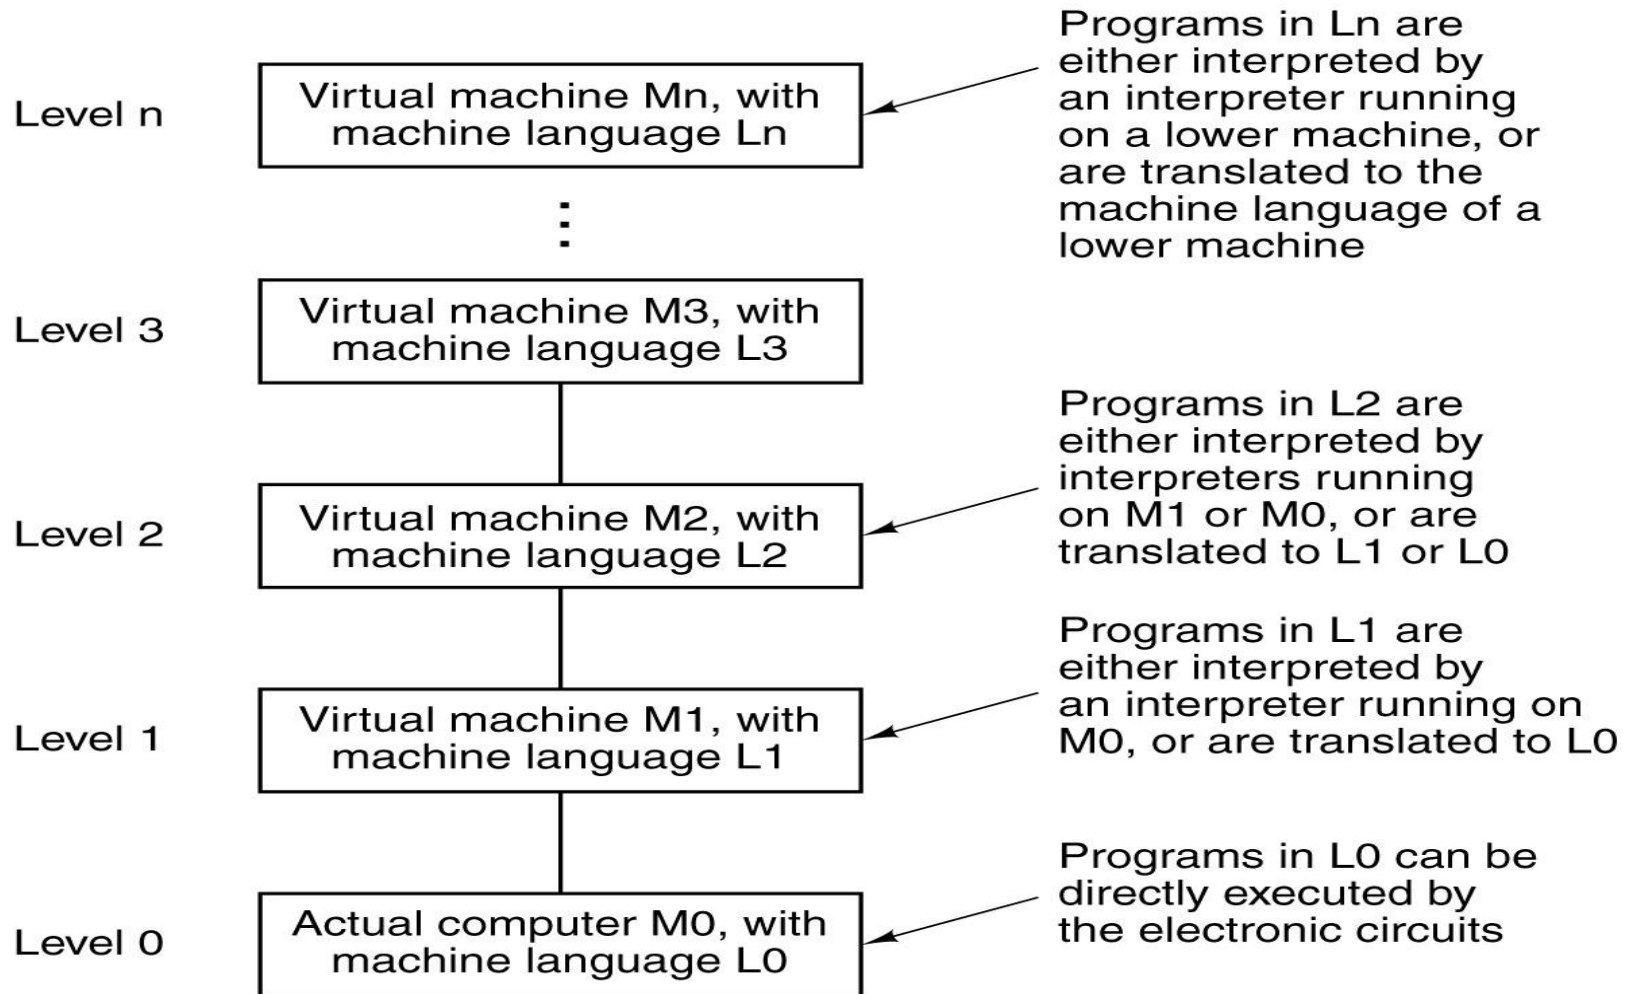 Programs in Ln are
either interpreted by
an interpreter running
on a lower machine, or
are translated to the
machine language of a
lower machine
Level n
Virtual machine Mn, with
machine language Ln
Level 3
Virtual machine M3, with
machine language L3
Programs in L2 are
either interpreted by
interpreters running
on M1 or M0, or are
translated to L1 or L0
Level 2
Virtual machine M2, with
machine language L2
Programs in L1 are
either interpreted by
an interpreter running on
M0, or are translated to L0
Level 1
Virtual machine M1, with
machine language L1
Programs in L0 can be
directly executed by
the electronic circuits
Level 0
Actual computer M0, with
machine language L0